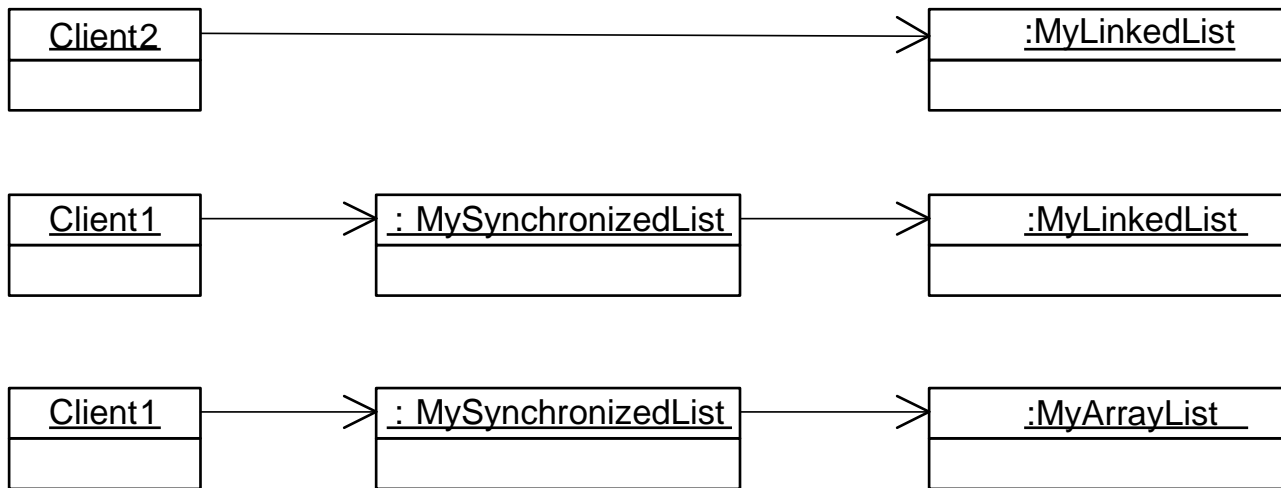 Client2
:MyLinkedList
Client1
: MySynchronizedList
:MyLinkedList
Client1
: MySynchronizedList
:MyArrayList